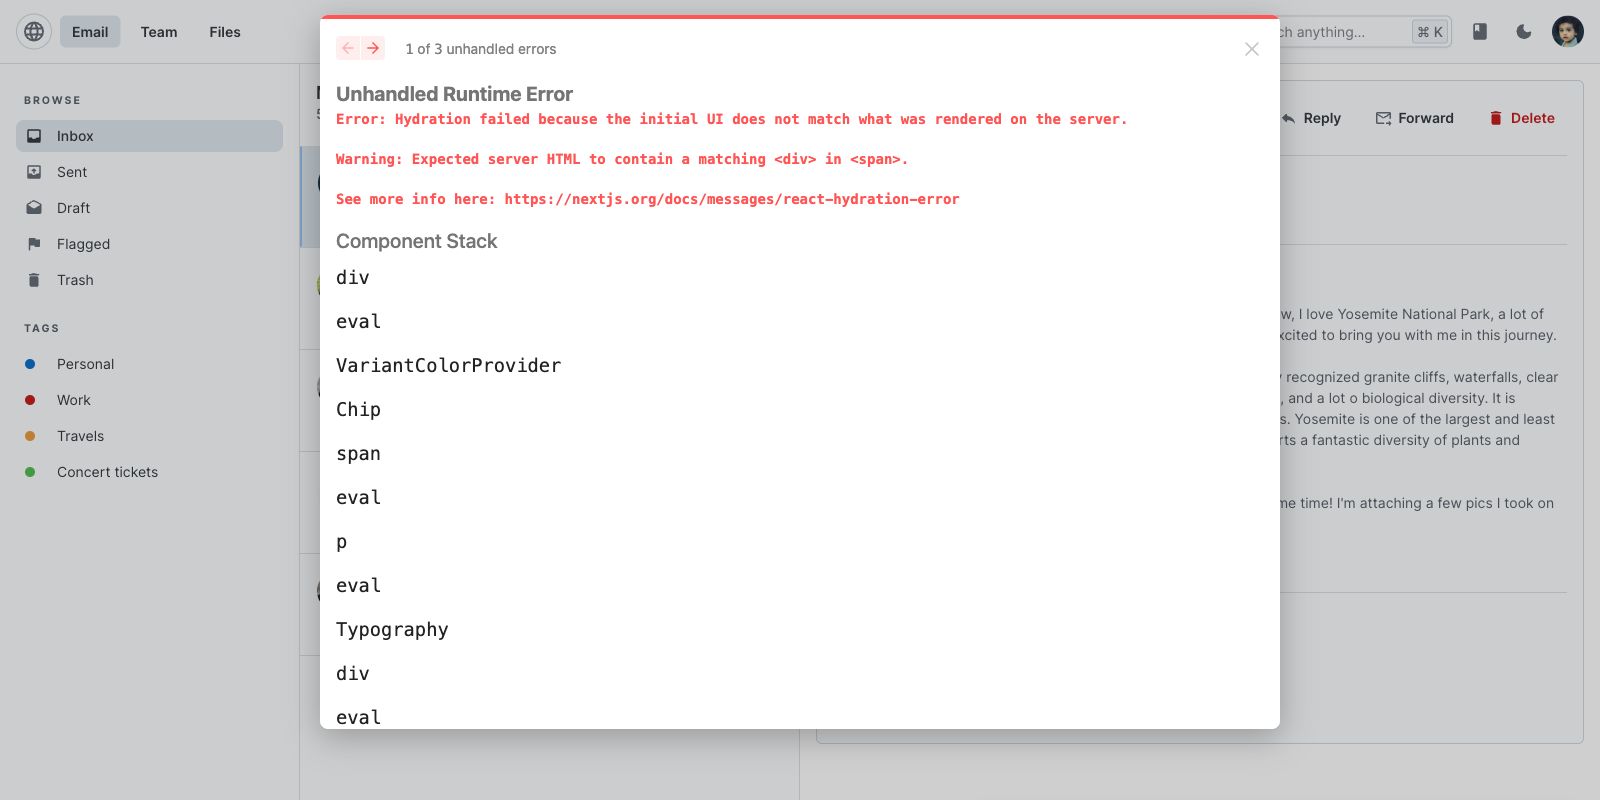 Email Team Files
ch anything... ⌘ K
1 of 3 unhandled errors
Unhandled Runtime Error
Error: Hydration failed because the initial UI does not match what was rendered on the server.
Warning: Expected server HTML to contain a matching <div> in <span>.
See more info here: https://nextjs.org/docs/messages/react-hydration-error
Component Stack
div
eval
VariantColorProvider
Chip
span
eval
p
eval
Typography
div
eval
BROWSE
Inbox
Sent
Draft
Flagged
Trash
TAGS
Personal
Work
Travels
Concert tickets
Reply Forward Delete
w, I love Yosemite National Park, a lot of
xcited to bring you with me in this journey.
recognized granite cliffs, waterfalls, clear
, and a lot o biological diversity. It is
s. Yosemite is one of the largest and least
rts a fantastic diversity of plants and
me time! I'm attaching a few pics I took on